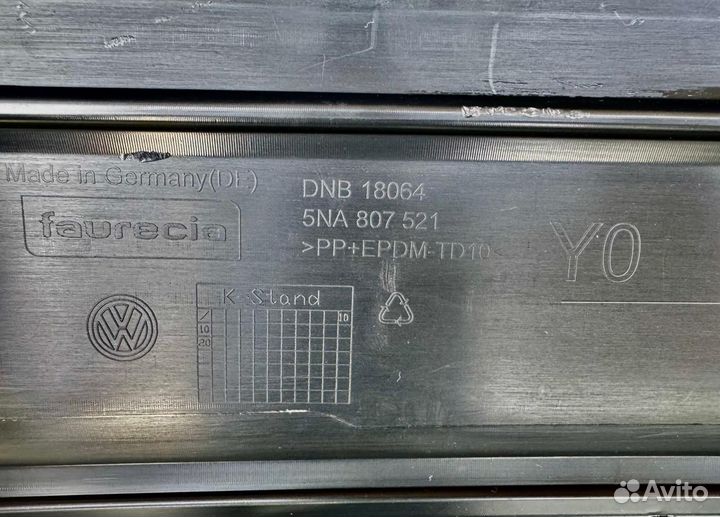 Made in Germany(DE)
faurecia
DNB 18064
5NA 807 521
>PP+EPDM-TD10<
Y0
K-Stand
10
10
20
VW
Avito